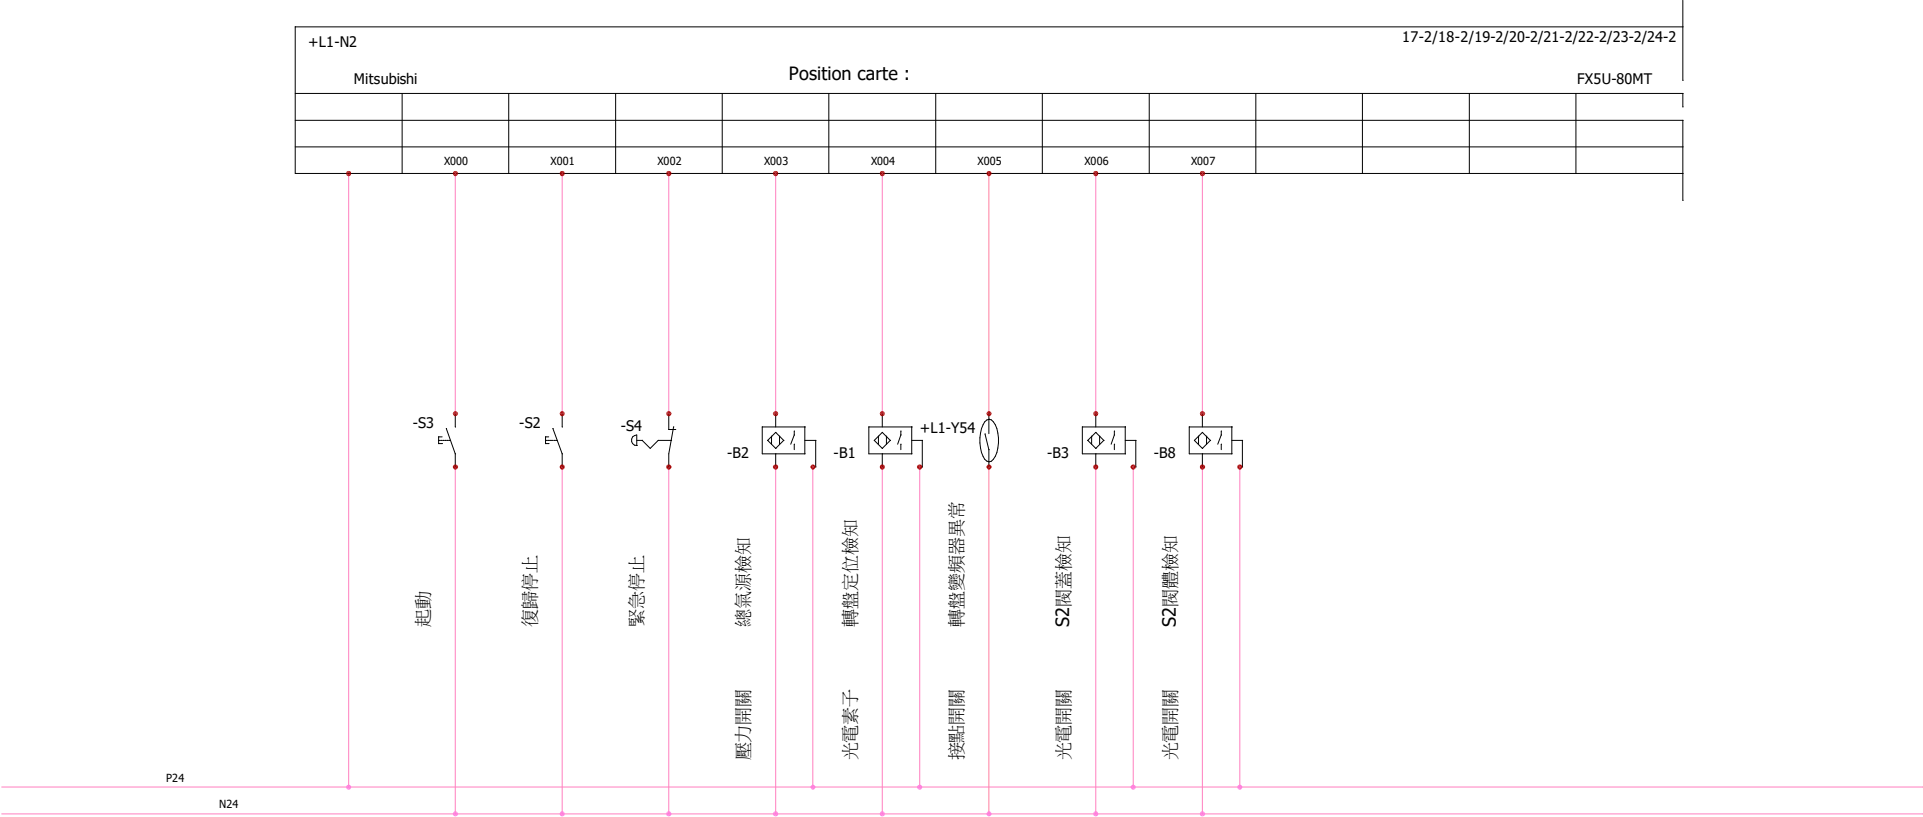 +L1-N2
17-2/18-2/19-2/20-2/21-2/22-2/23-2/24-2
Mitsubishi
Position carte :
FX5U-80MT
X000
X001
X002
X003
X004
X005
X006
X007
-S3
-S2
-S4
-B2
-B1
+L1-Y54
-B3
-B8
起動
復歸停止
緊急停止
總氣源檢知
轉盤定位檢知
轉盤變頻器異常
S2閥蓋檢知
S2閥體檢知
壓力開關
光電素子
接點開關
光電開關
光電開關
P24
N24